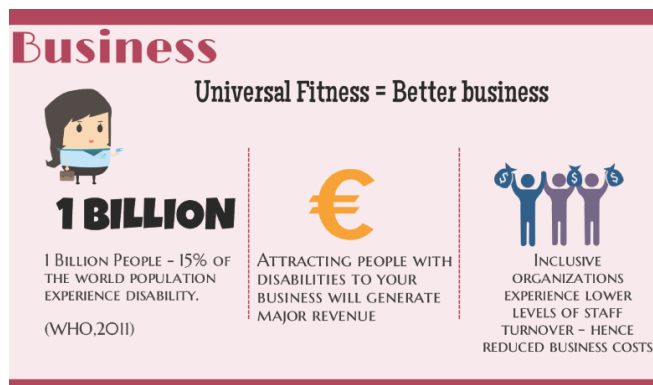 Business
Universal Fitness = Better business
1 BILLION
1 BILLION PEOPLE - 15% OF
THE WORLD POPULATION
EXPERIENCE DISABILITY.
(WHO,2011)
€
ATTRACTING PEOPLE WITH
DISABILITIES TO YOUR
BUSINESS WILL GENERATE
MAJOR REVENUE
$ $ $
INCLUSIVE
ORGANIZATIONS
EXPERIENCE LOWER
LEVELS OF STAFF
TURNOVER - HENCE
REDUCED BUSINESS COSTS